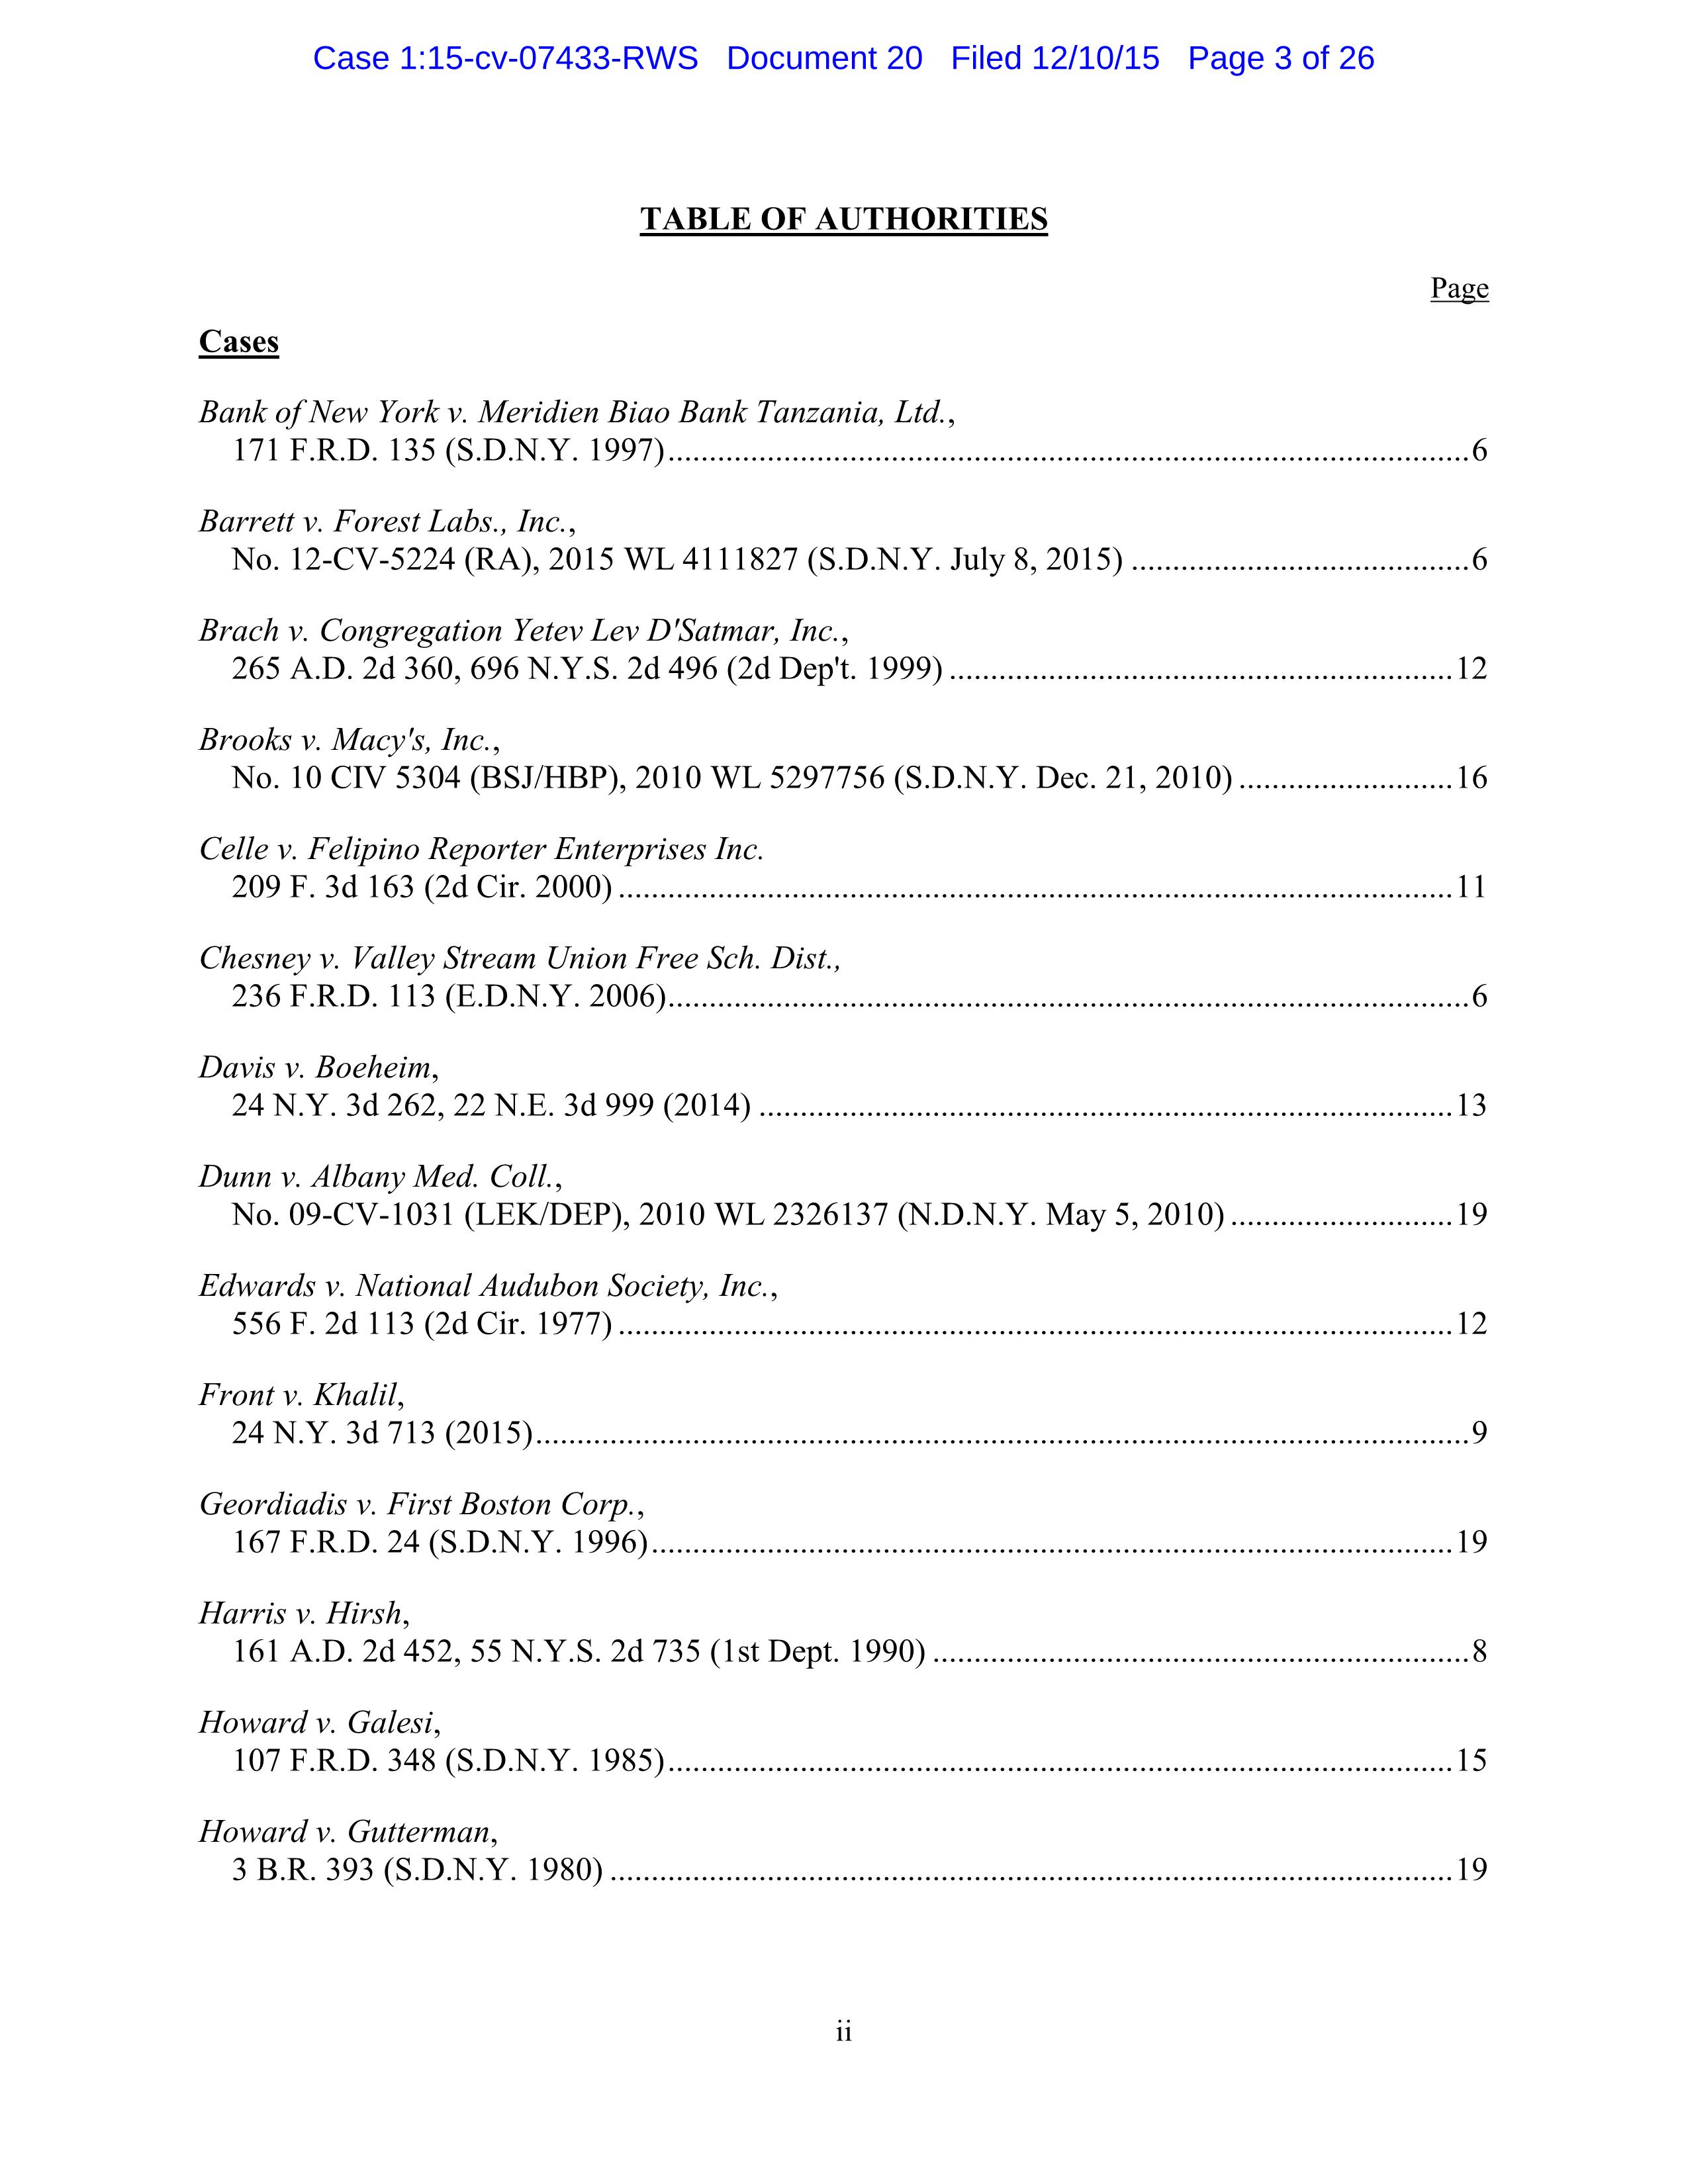 Case 1:15-cv-07433-RWS Document 20 Filed 12/10/15 Page 3 of 26
TABLE OF AUTHORITIES
Page
Cases
Bank of New York v. Meridien Biao Bank Tanzania, Ltd.,
171 F.R.D. 135 (S.D.N.Y. 1997)....................6
Barrett v. Forest Labs., Inc.,
No. 12-CV-5224 (RA), 2015 WL 4111827 (S.D.N.Y. July 8, 2015) ....................6
Brach v. Congregation Yetev Lev D'Satmar, Inc.,
265 A.D. 2d 360, 696 N.Y.S. 2d 496 (2d Dep't. 1999) ....................12
Brooks v. Macy's, Inc.,
No. 10 CIV 5304 (BSJ/HBP), 2010 WL 5297756 (S.D.N.Y. Dec. 21, 2010) ....................16
Celle v. Felipino Reporter Enterprises Inc.
209 F. 3d 163 (2d Cir. 2000) ....................11
Chesney v. Valley Stream Union Free Sch. Dist.,
236 F.R.D. 113 (E.D.N.Y. 2006)....................6
Davis v. Boeheim,
24 N.Y. 3d 262, 22 N.E. 3d 999 (2014) ....................13
Dunn v. Albany Med. Coll.,
No. 09-CV-1031 (LEK/DEP), 2010 WL 2326137 (N.D.N.Y. May 5, 2010) ....................19
Edwards v. National Audubon Society, Inc.,
556 F. 2d 113 (2d Cir. 1977) ....................12
Front v. Khalil,
24 N.Y. 3d 713 (2015)....................9
Geordiadis v. First Boston Corp.,
167 F.R.D. 24 (S.D.N.Y. 1996)....................19
Harris v. Hirsh,
161 A.D. 2d 452, 55 N.Y.S. 2d 735 (1st Dept. 1990) ....................8
Howard v. Galesi,
107 F.R.D. 348 (S.D.N.Y. 1985)....................15
Howard v. Gutterman,
3 B.R. 393 (S.D.N.Y. 1980) ....................19
ii